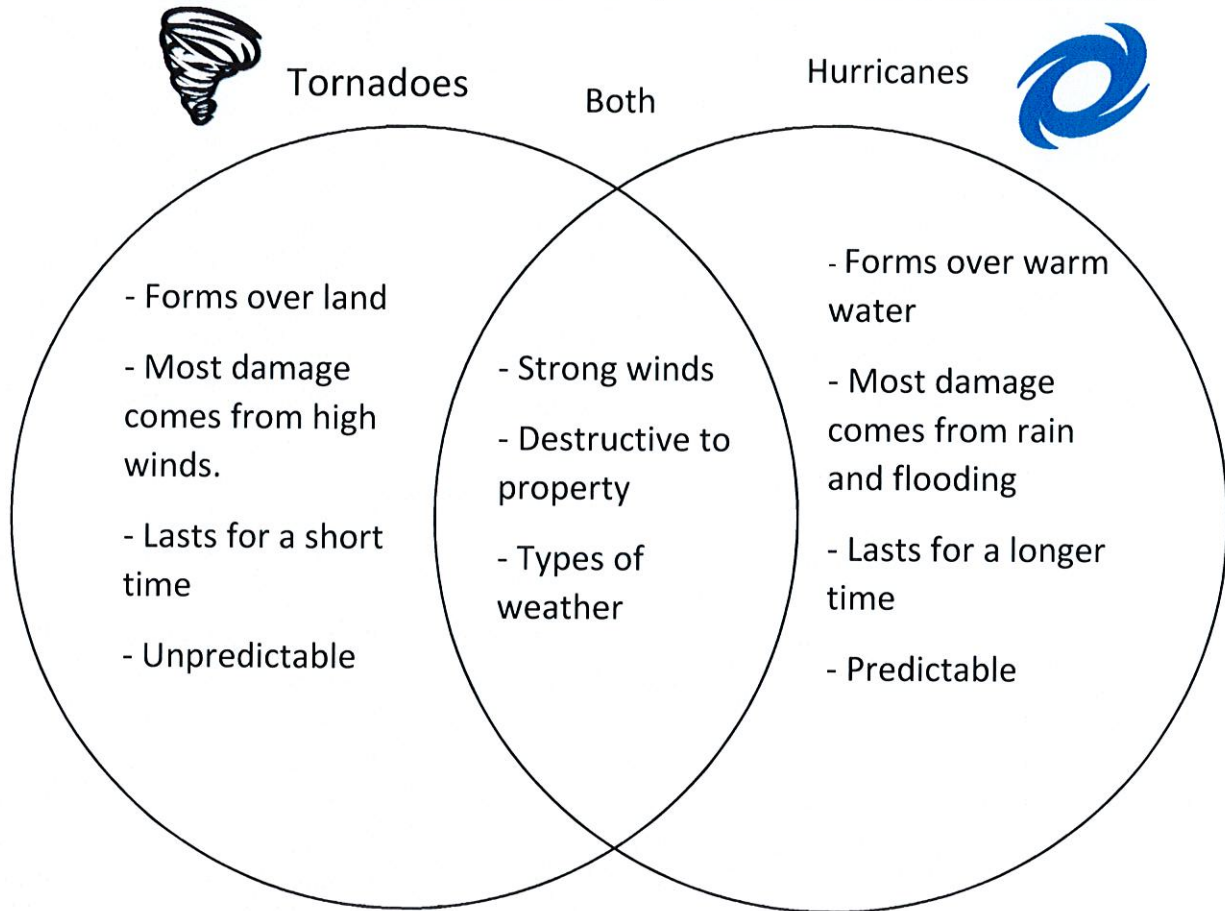 Tornadoes
Both
Hurricanes
- Forms over land
- Most damage
comes from high
winds.
- Lasts for a short
time
- Unpredictable
- Strong winds
- Destructive to
property
- Types of
weather
- Forms over warm
water
- Most damage
comes from rain
and flooding
- Lasts for a longer
time
- Predictable